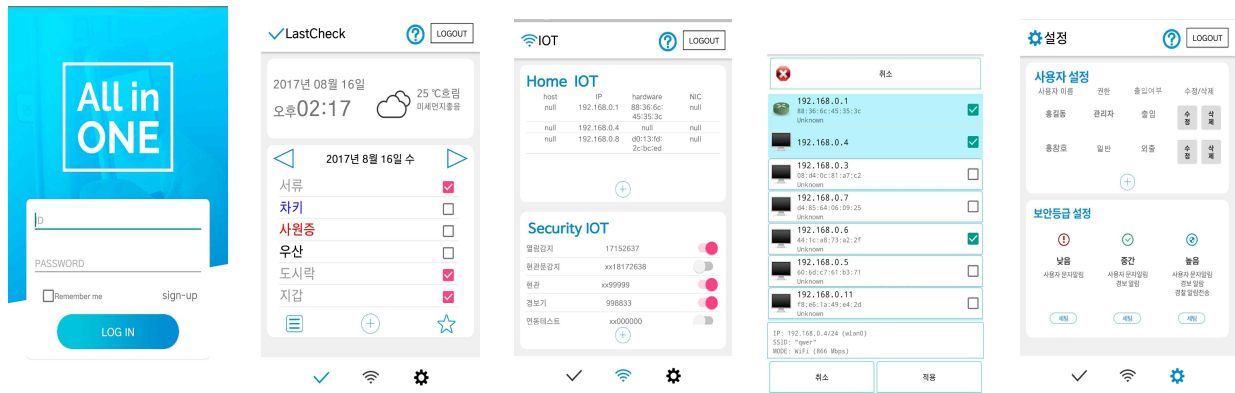 All in
ONE
ID
PASSWORD
Remember me
sign-up
LOG IN
LastCheck
LOGOUT
2017년 08월 16일
오후02:17
25 ℃흐림
미세먼지좋음
2017년 8월 16일 수
서류
차키
사원증
우산
도시락
지갑
IOT
LOGOUT
Home IOT
host IP hardware NIC
null 192.168.0.1 88:36:6c: null
45:35:3c
null 192.168.0.4 null null
null 192.168.0.8 d0:13:fd: null
2c:bc:ed
Security IOT
열림감지 17152637
현관문감지 xx18172638
현관 xx99999
경보기 998833
연동테스트 xx000000
취소
192.168.0.1
88:36:6c:45:35:3c
Unknown
192.168.0.4
192.168.0.3
08:d4:0c:81:a7:c2
Unknown
192.168.0.7
d4:85:64:06:09:25
Unknown
192.168.0.6
44:1c:a8:73:a2:2f
Unknown
192.168.0.5
60:6d:c7:61:b3:71
Unknown
192.168.0.11
f8:e6:1a:49:e4:2d
Unknown
IP: 192.168.0.4/24 (wlan0)
SSID: "qwer"
MODE: WiFi (866 Mbps)
취소
적용
설정
LOGOUT
사용자 설정
사용자 이름 권한 출입여부 수정/삭제
홍길동 관리자 출입 수정 삭제
홍창호 일반 외출 수정 삭제
보안등급 설정
낮음 중간 높음
사용자 문자알림 사용자 문자알림 사용자 문자알림
경보 알람 경보 알람
경찰 알람전송
세팅 세팅 세팅